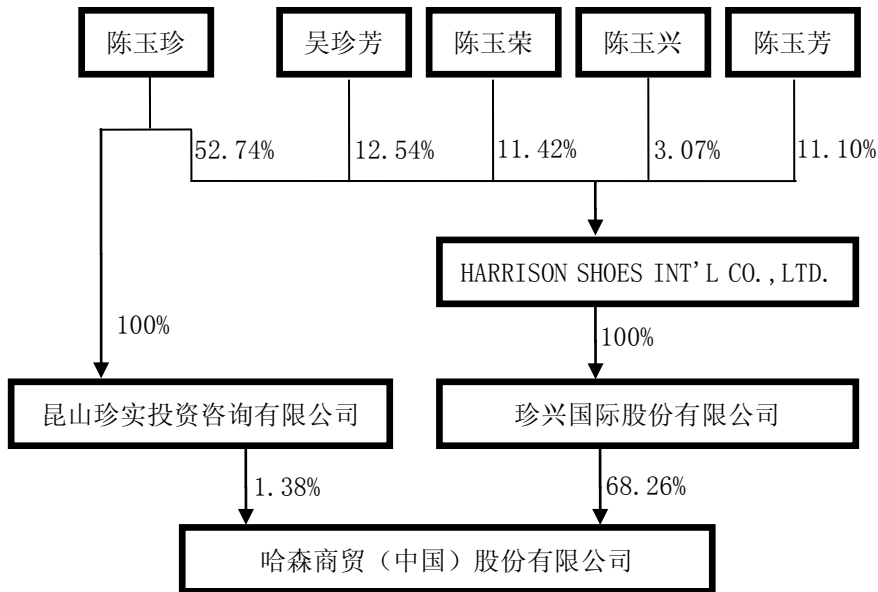 陈玉珍
吴珍芳
陈玉荣
陈玉兴
陈玉芳
52.74%
12.54%
11.42%
3.07%
11.10%
HARRISON SHOES INT'L CO.,LTD.
100%
100%
昆山珍实投资咨询有限公司
珍兴国际股份有限公司
1.38%
68.26%
哈森商贸（中国）股份有限公司